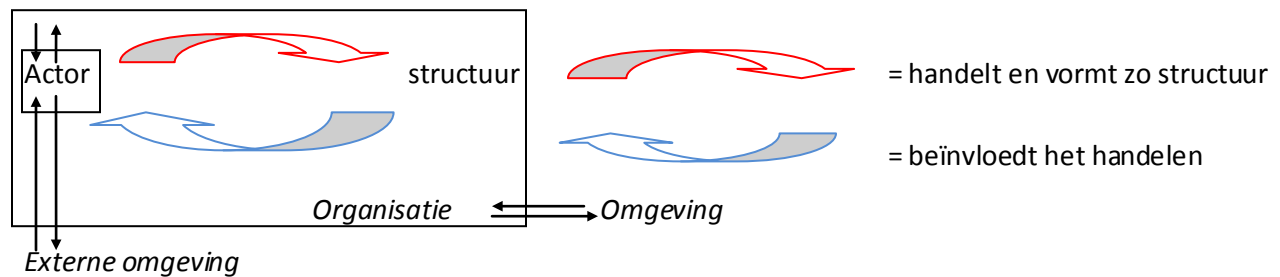 Actor
structuur
= handelt en vormt zo structuur
= beïnvloedt het handelen
Organisatie
Omgeving
Externe omgeving